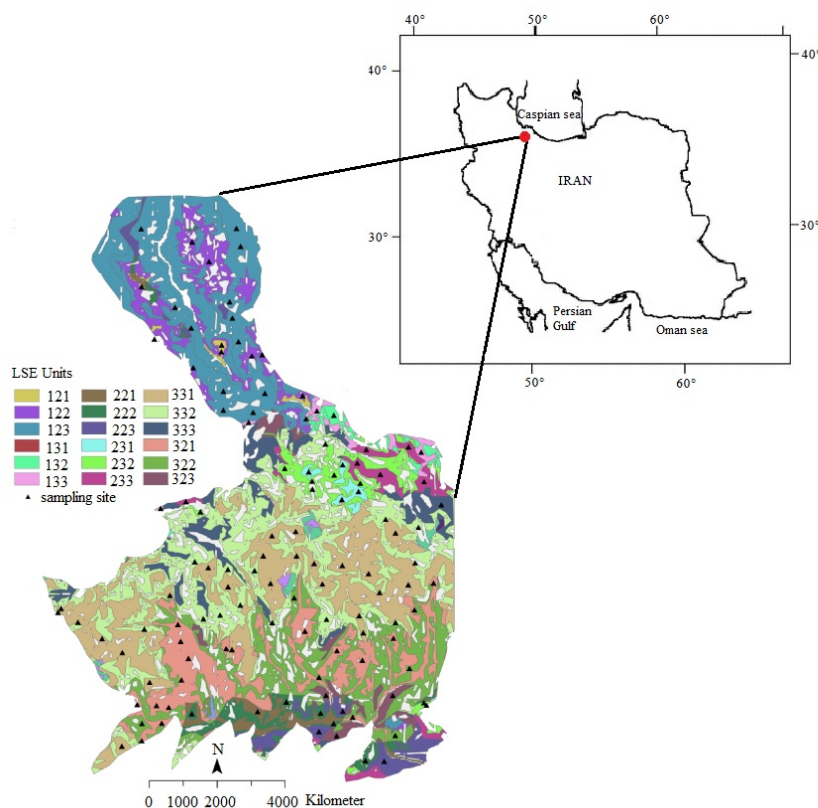 40° 50° 60°
40° 40°
Caspian sea
IRAN
30° 30°
Persian
Gulf
Oman sea
50° 60°
LSE Units
121 221 331
122 222 332
123 223 333
131 231 321
132 232 322
133 233 323
sampling site
N
0 1000 2000 4000 Kilometer